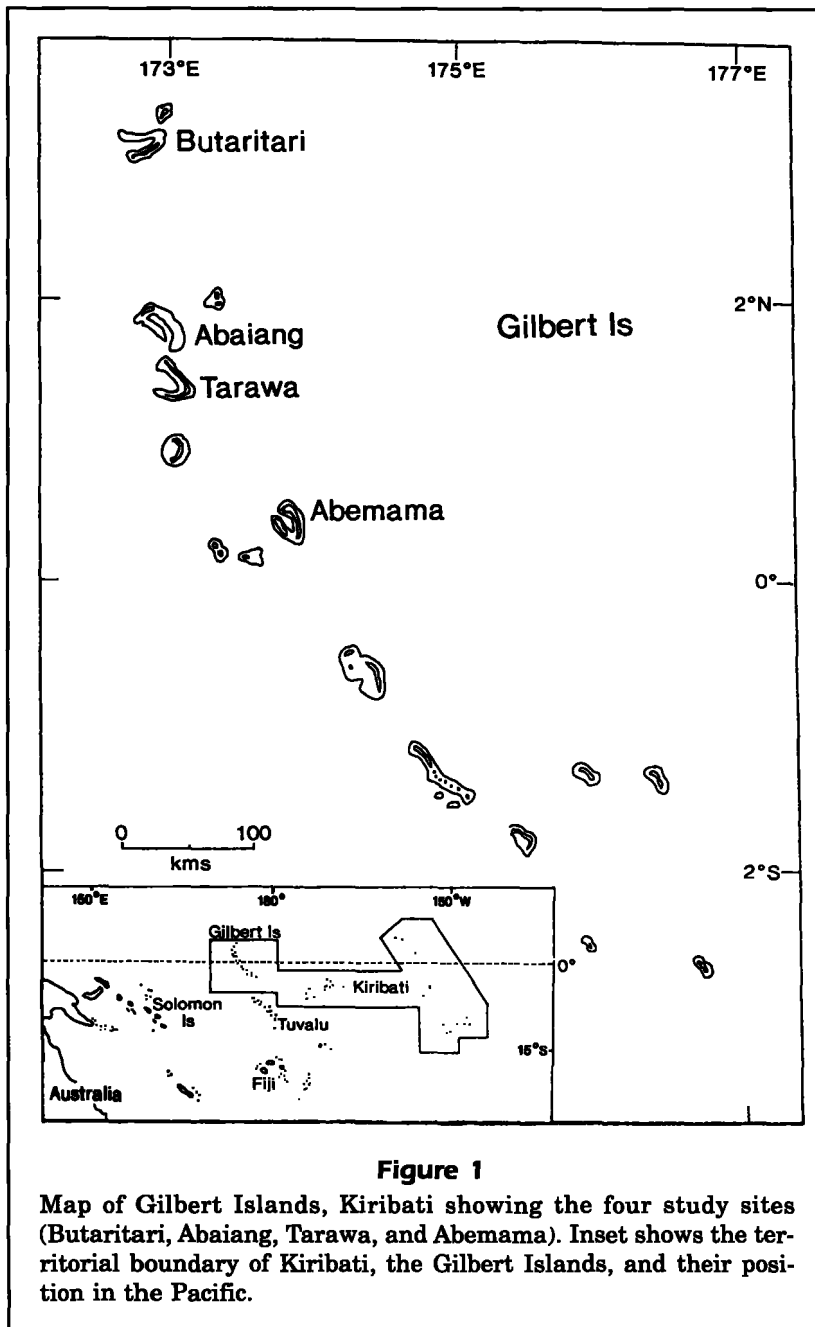 173°E 175°E 177°E
Butaritari
2°N
Gilbert Is
Abaiang
Tarawa
Abemama
0°
0 100
kms
2°S
150°E 180° 150°W
Gilbert Is
0°
Kiribati
Solomon
Is
Tuvalu
15°S
Fiji
Australia
Figure 1
Map of Gilbert Islands, Kiribati showing the four study sites
(Butaritari, Abaiang, Tarawa, and Abemama). Inset shows the ter-
ritorial boundary of Kiribati, the Gilbert Islands, and their posi-
tion in the Pacific.